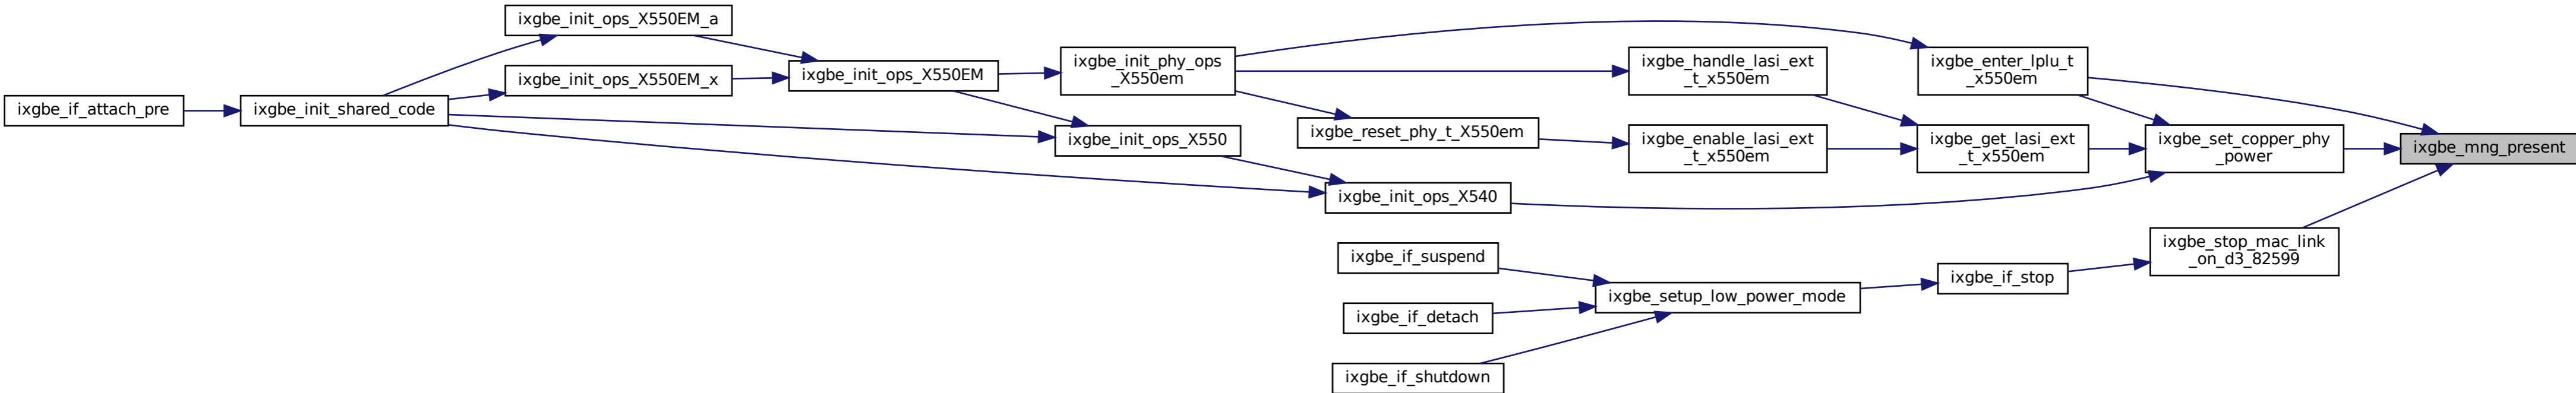 ixgbe_if_attach_pre
ixgbe_init_shared_code
ixgbe_init_ops_X550EM_a
ixgbe_init_ops_X550EM_x
ixgbe_init_ops_X550EM
ixgbe_init_phy_ops
_X550em
ixgbe_init_ops_X550
ixgbe_reset_phy_t_X550em
ixgbe_init_ops_X540
ixgbe_handle_lasi_ext
_t_x550em
ixgbe_enable_lasi_ext
_t_x550em
ixgbe_enter_lplu_t
_x550em
ixgbe_get_lasi_ext
_t_x550em
ixgbe_set_copper_phy
_power
ixgbe_mng_present
ixgbe_if_suspend
ixgbe_if_detach
ixgbe_if_shutdown
ixgbe_setup_low_power_mode
ixgbe_if_stop
ixgbe_stop_mac_link
_on_d3_82599